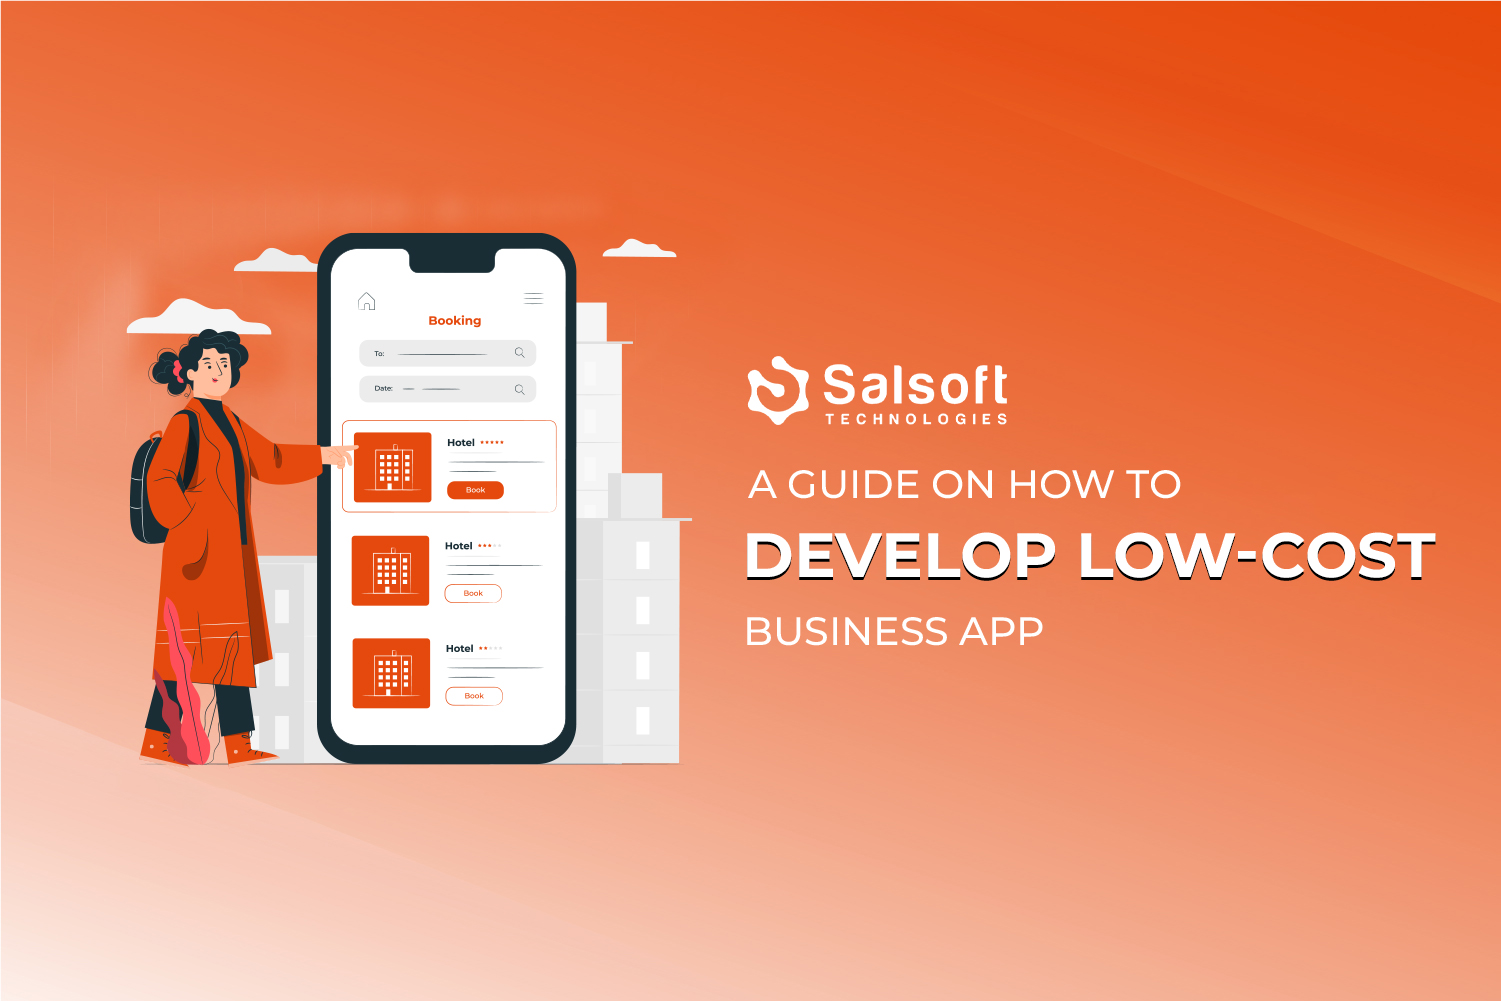 Booking
To:
Date:
Hotel
Book
Hotel
Book
Hotel
Book
Salsoft
TECHNOLOGIES
A GUIDE ON HOW TO
DEVELOP LOW-COST
BUSINESS APP